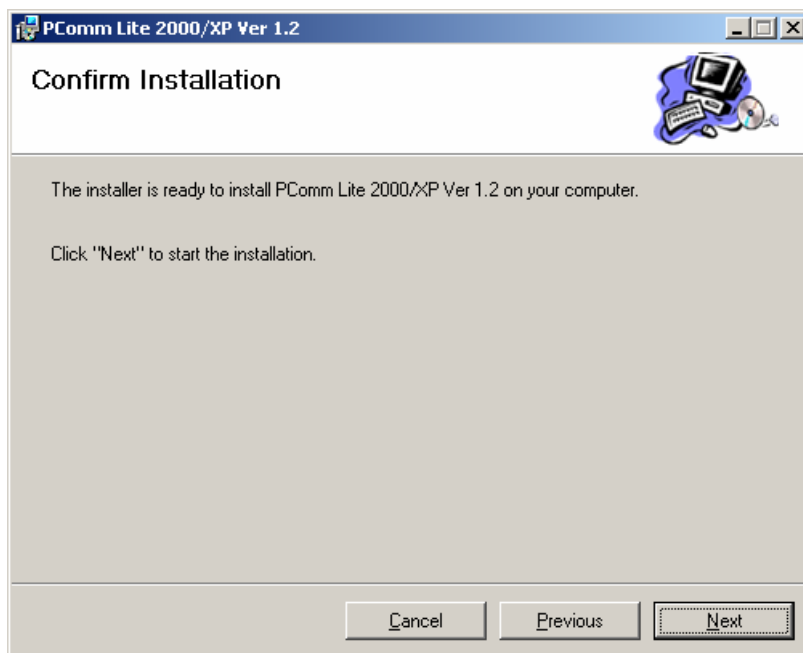 PComm Lite 2000/XP Ver 1.2
Confirm Installation
The installer is ready to install PComm Lite 2000/XP Ver 1.2 on your computer.
Click "Next" to start the installation.
Cancel
Previous
Next